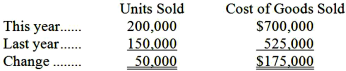 Units Sold Cost of Goods Sold
This year...... 200,000 $700,000
Last year...... 150,000 525,000
Change ........ 50,000 $175,000